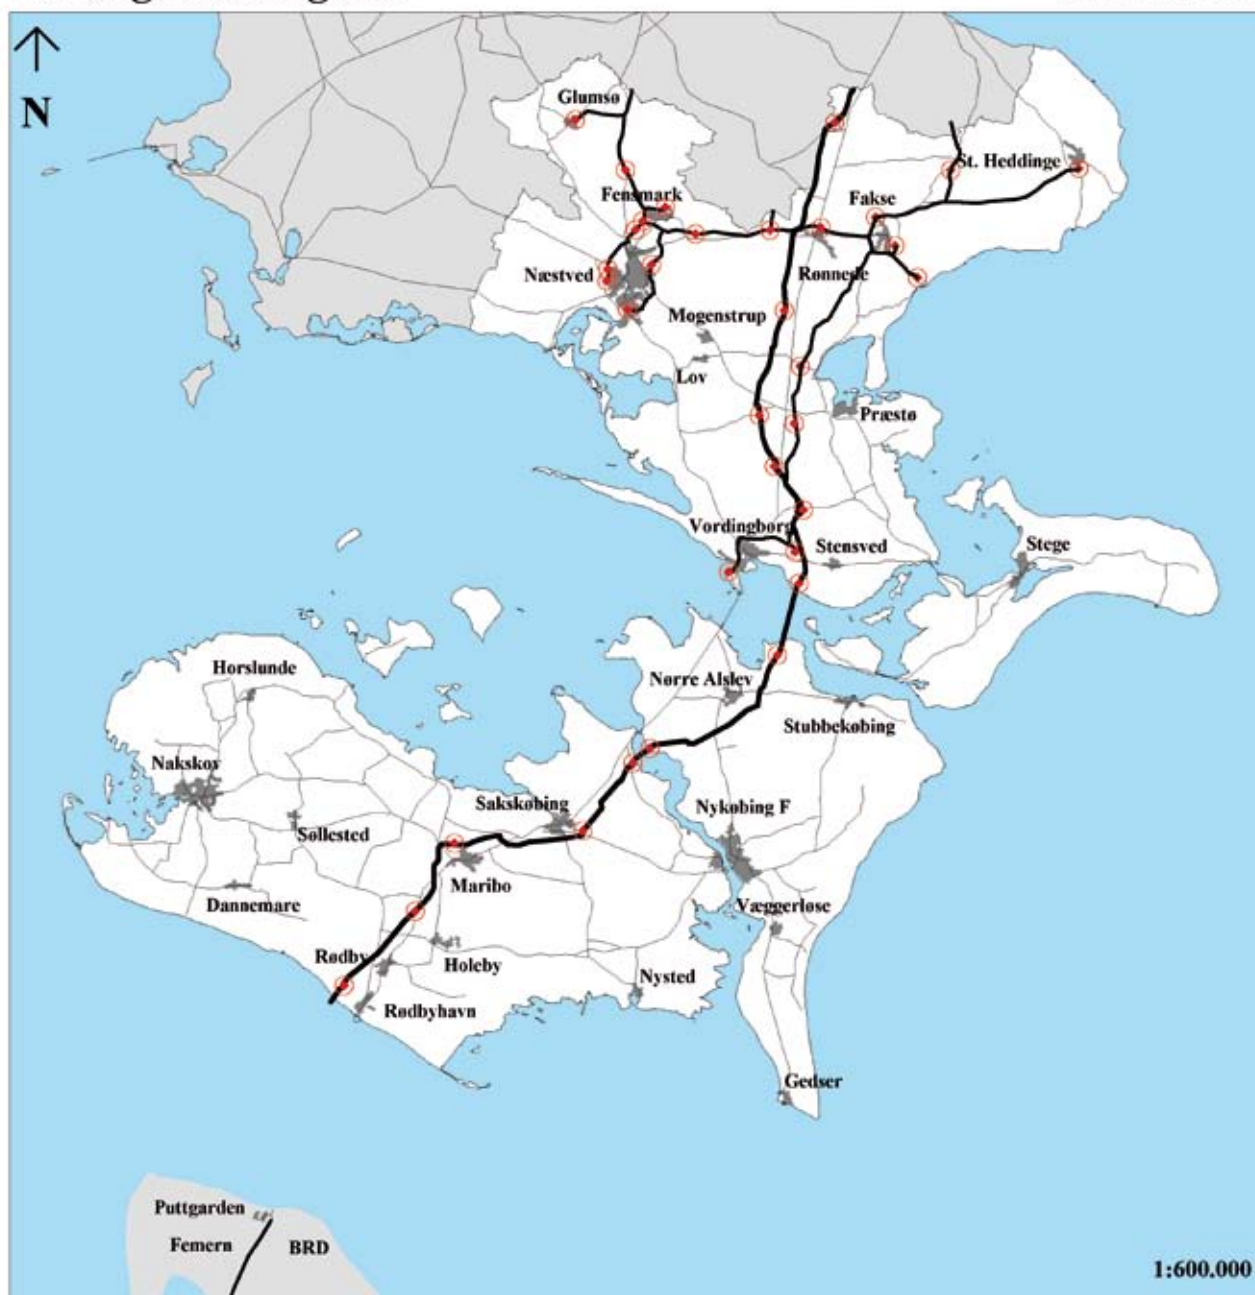 N
Glumsø
St. Heddinge
Fensmark
Fakse
Næstved
Rønnede
Mogenstrup
Lov
Præstø
Vordingborg
Stensved
Stege
Horslunde
Nørre Alslev
Stubbekøbing
Nakskov
Sakskøbing
Nykøbing F
Søllested
Maribo
Dannemare
Væggerløse
Rødby
Holeby
Nysted
Rødbyhavn
Gedser
Puttgarden
Femern
BRD
1:600.000